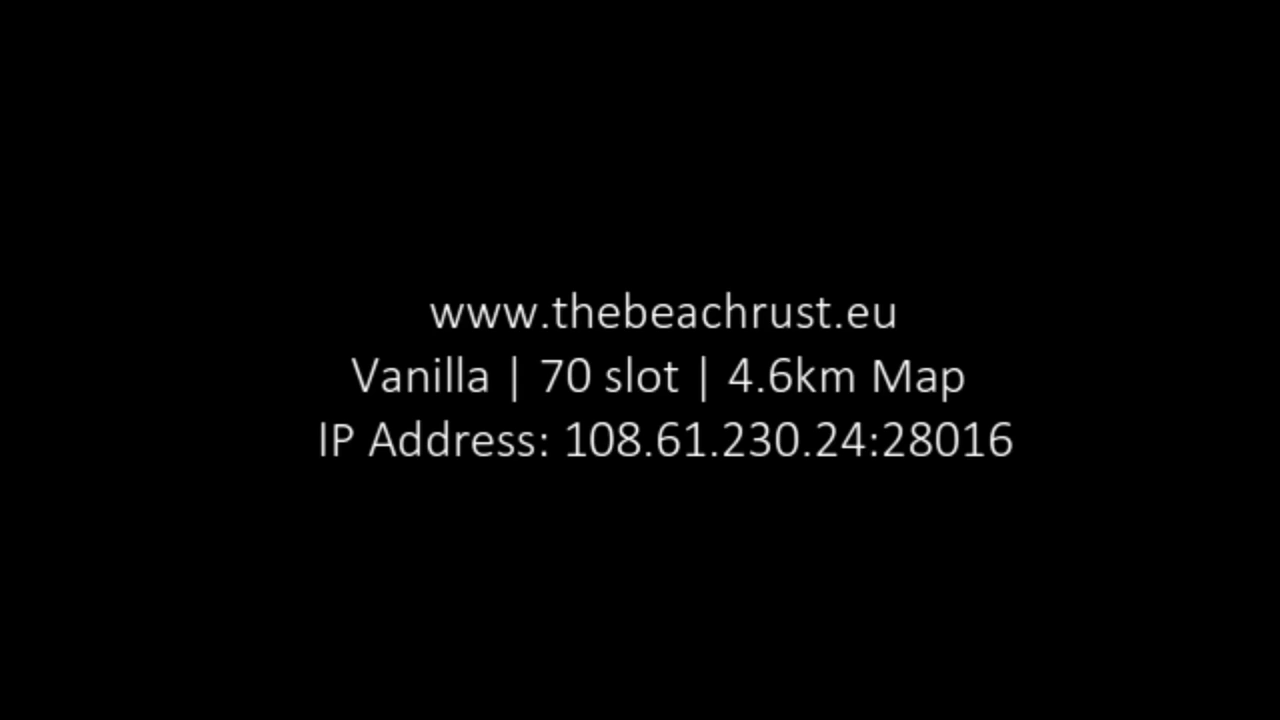 www.thebeachrust.eu
Vanilla | 70 slot | 4.6km Map
IP Address: 108.61.230.24:28016